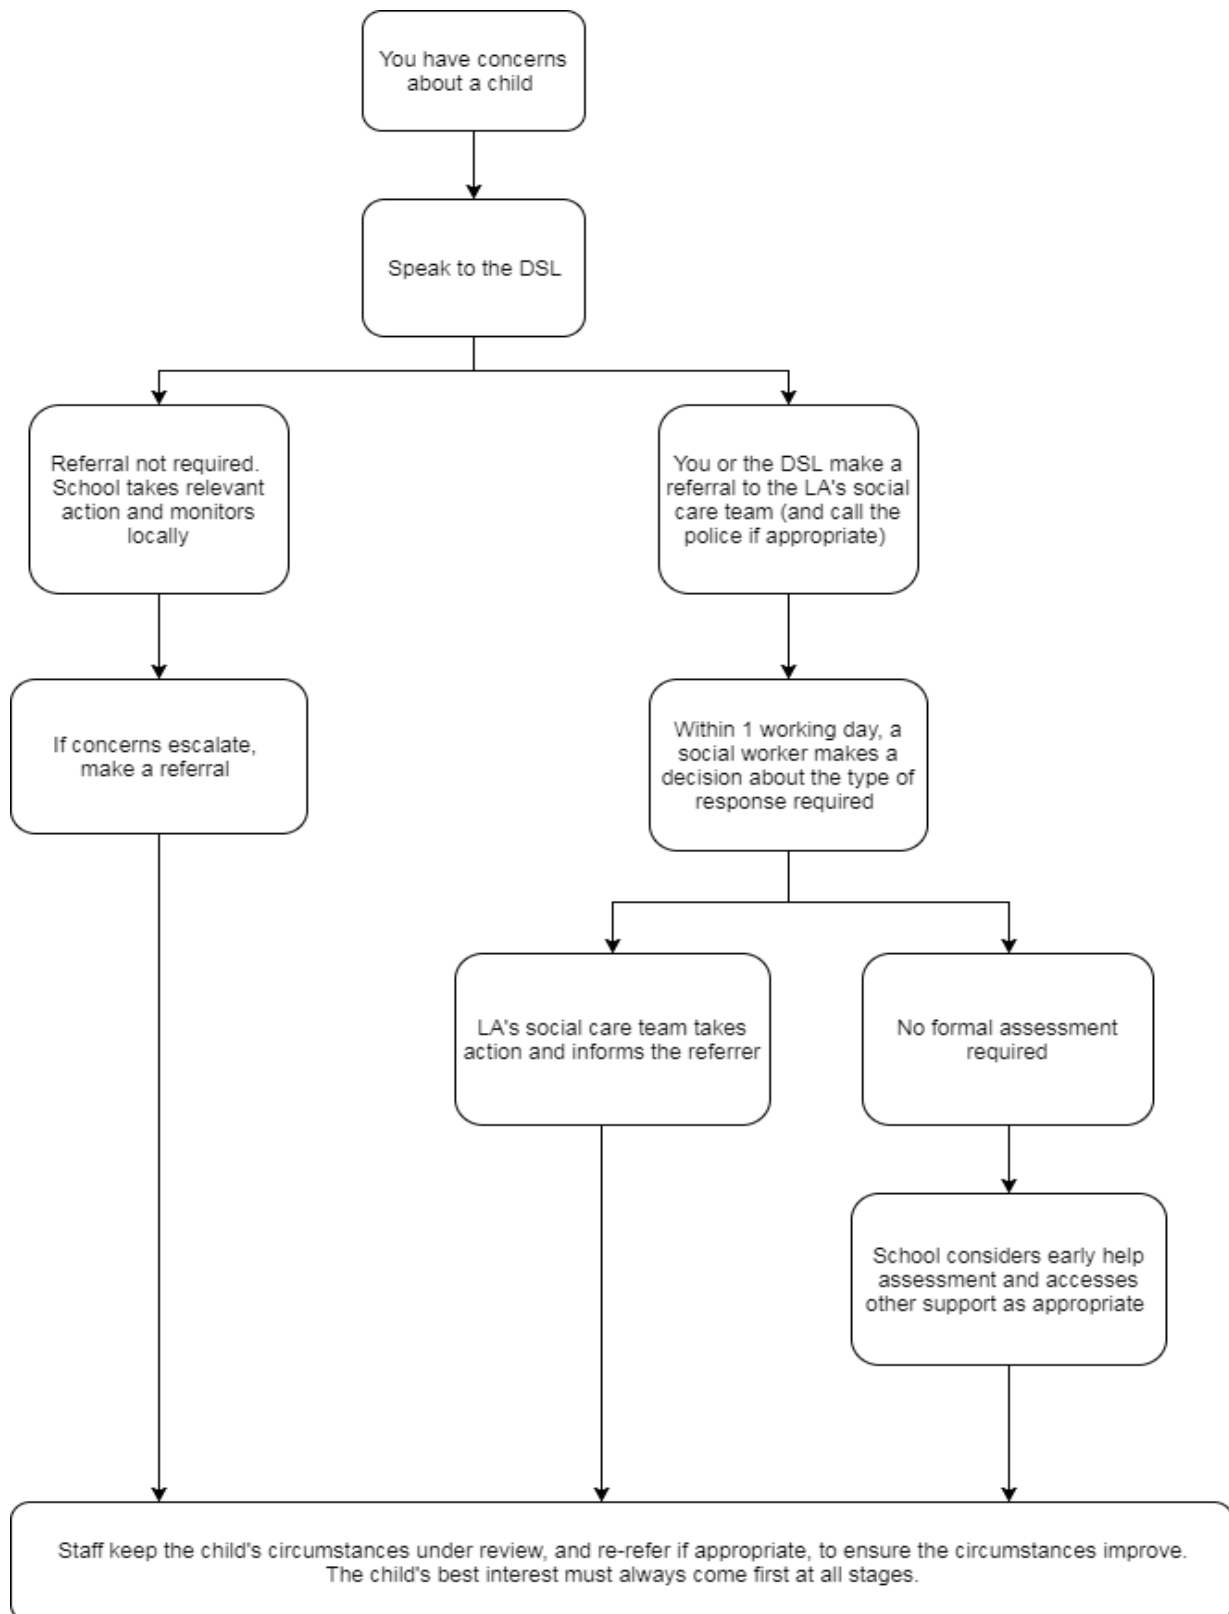 You have concerns
about a child
Speak to the DSL
Referral not required.
School takes relevant
action and monitors
locally
You or the DSL make a
referral to the LA's social
care team (and call the
police if appropriate)
If concerns escalate,
make a referral
Within 1 working day, a
social worker makes a
decision about the type of
response required
LA's social care team takes
action and informs the referrer
No formal assessment
required
School considers early help
assessment and accesses
other support as appropriate
Staff keep the child's circumstances under review, and re-refer if appropriate, to ensure the circumstances improve.
The child's best interest must always come first at all stages.